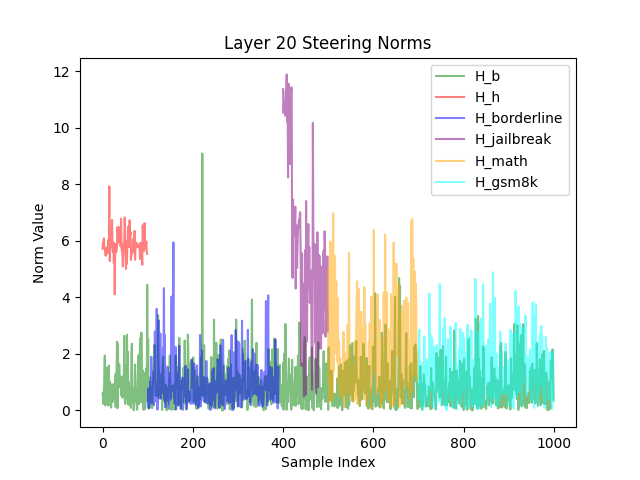 Layer 20 Steering Norms
H_b
H_h
H_borderline
H_jailbreak
H_math
H_gsm8k
Norm Value
12
10
8
6
4
2
0
0
200
400
600
800
1000
Sample Index